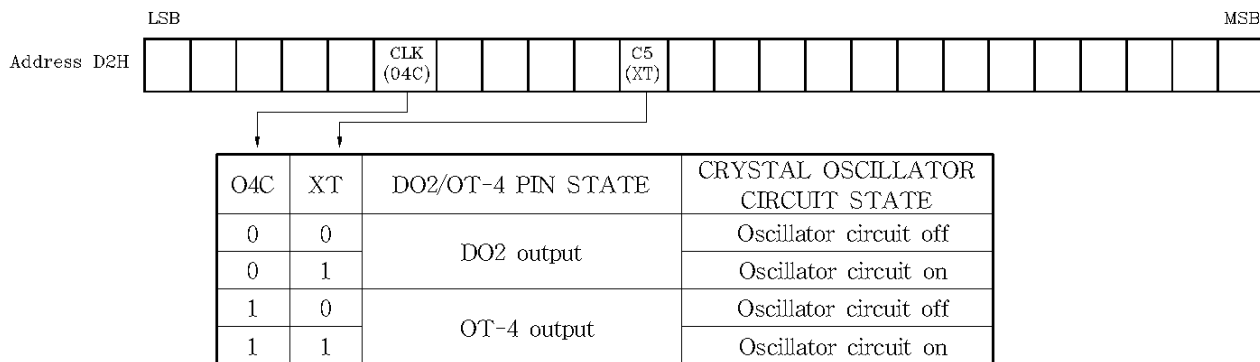 LSB MSB
Address D2H CLK C5
(04C) (XT)
O4C XT DO2/OT-4 PIN STATE CRYSTAL OSCILLATOR
CIRCUIT STATE
0 0 DO2 output Oscillator circuit off
0 1 Oscillator circuit on
1 0 OT-4 output Oscillator circuit off
1 1 Oscillator circuit on